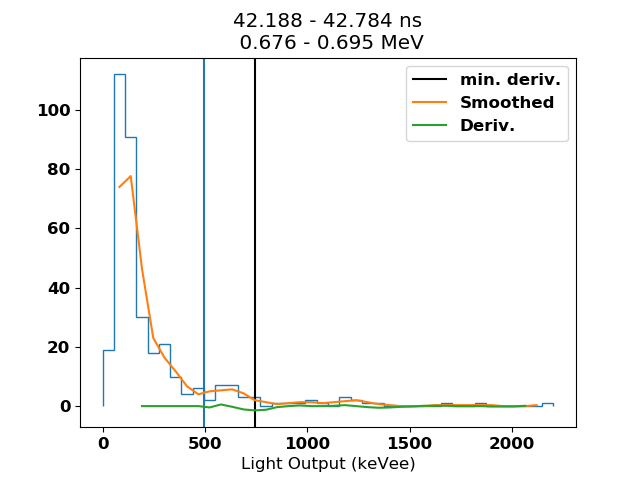 42.188 - 42.784 ns
0.676 - 0.695 MeV
min. deriv.
Smoothed
Deriv.
100
80
60
40
20
0
0 500 1000 1500 2000
Light Output (keVee)